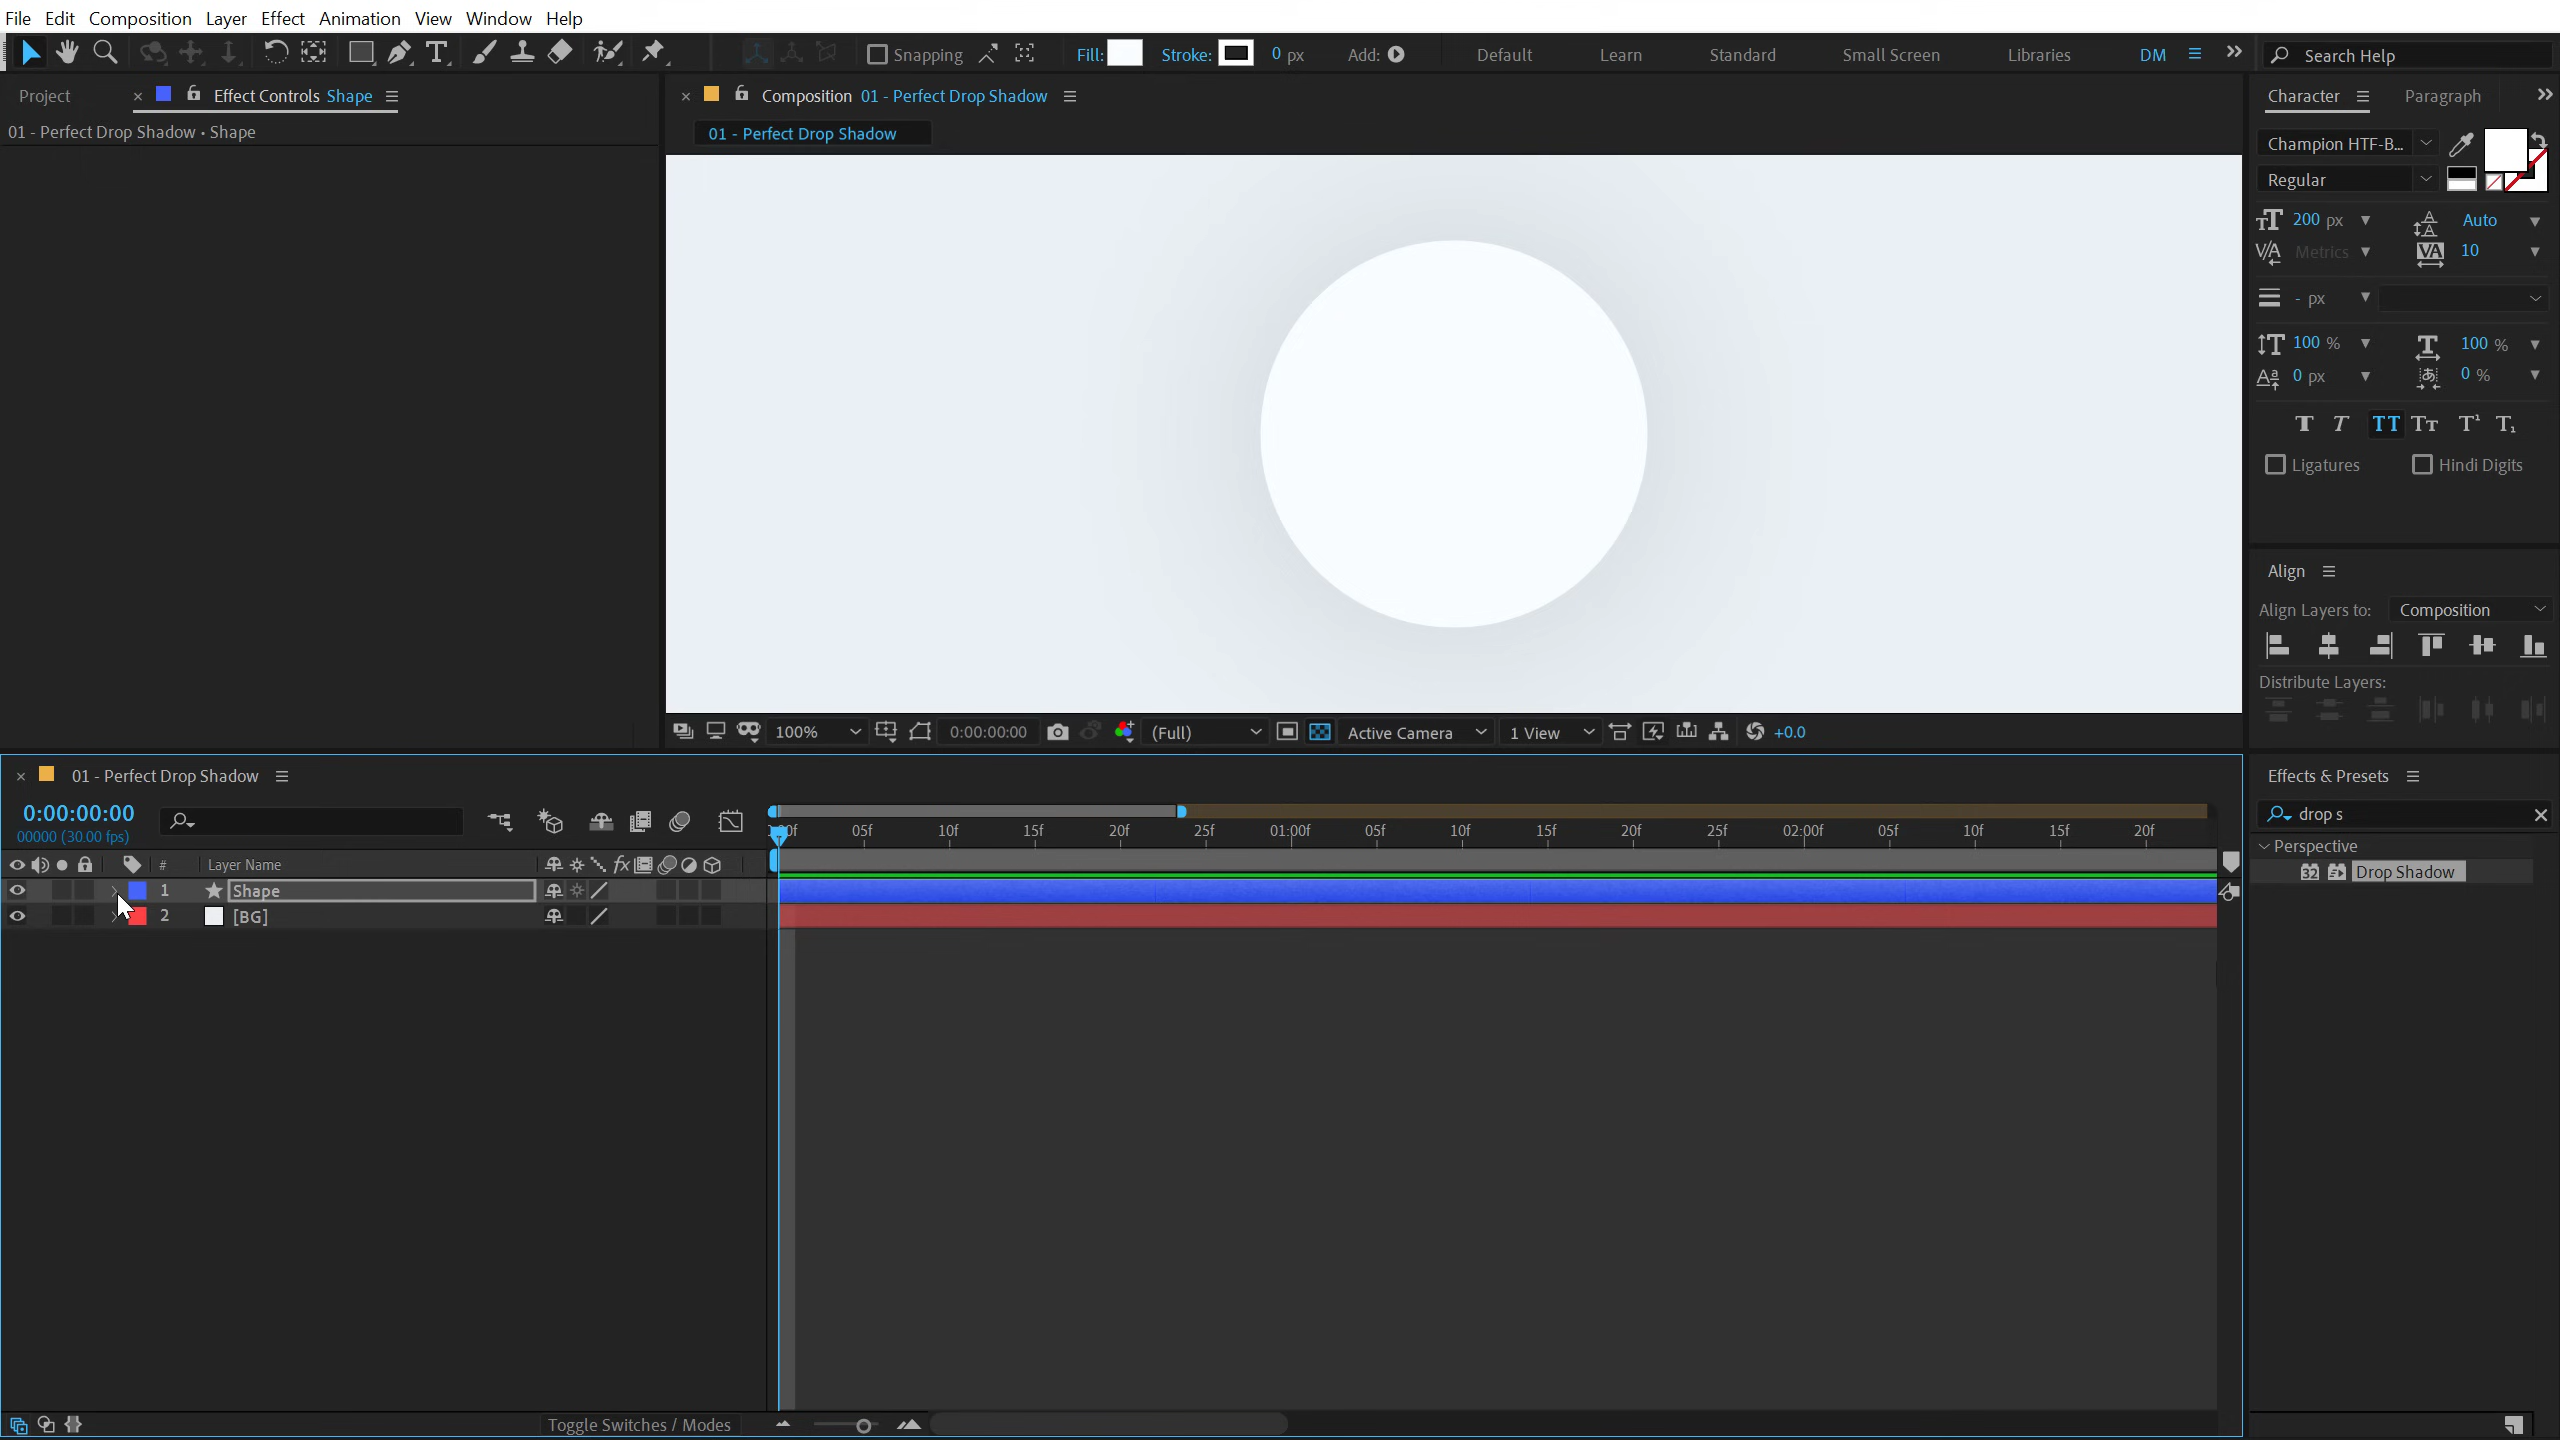 File Edit Composition Layer Effect Animation View Window Help
Snapping Fill: Stroke: 0 px Add: Default Learn Standard Small Screen Libraries DM Search Help
Project Effect Controls Shape
01 - Perfect Drop Shadow • Shape
Composition 01 - Perfect Drop Shadow
01 - Perfect Drop Shadow
Character Paragraph
Champion HTF-B...
Regular
200 px Auto
Metrics 10
- px
100 % 100 %
0 px 0 %
Ligatures Hindi Digits
Align
Align Layers to: Composition
Distribute Layers:
100% 0:00:00:00 (Full) Active Camera 1 View +0.0
01 - Perfect Drop Shadow
0:00:00:00
00000 (30.00 fps)
05f 10f 15f 20f 25f 01:00f 05f 10f 15f 20f 25f 02:00f 05f 10f 15f 20f
# Layer Name
1 Shape
2 [BG]
Toggle Switches / Modes
Effects & Presets
drop s
Perspective
32 Drop Shadow